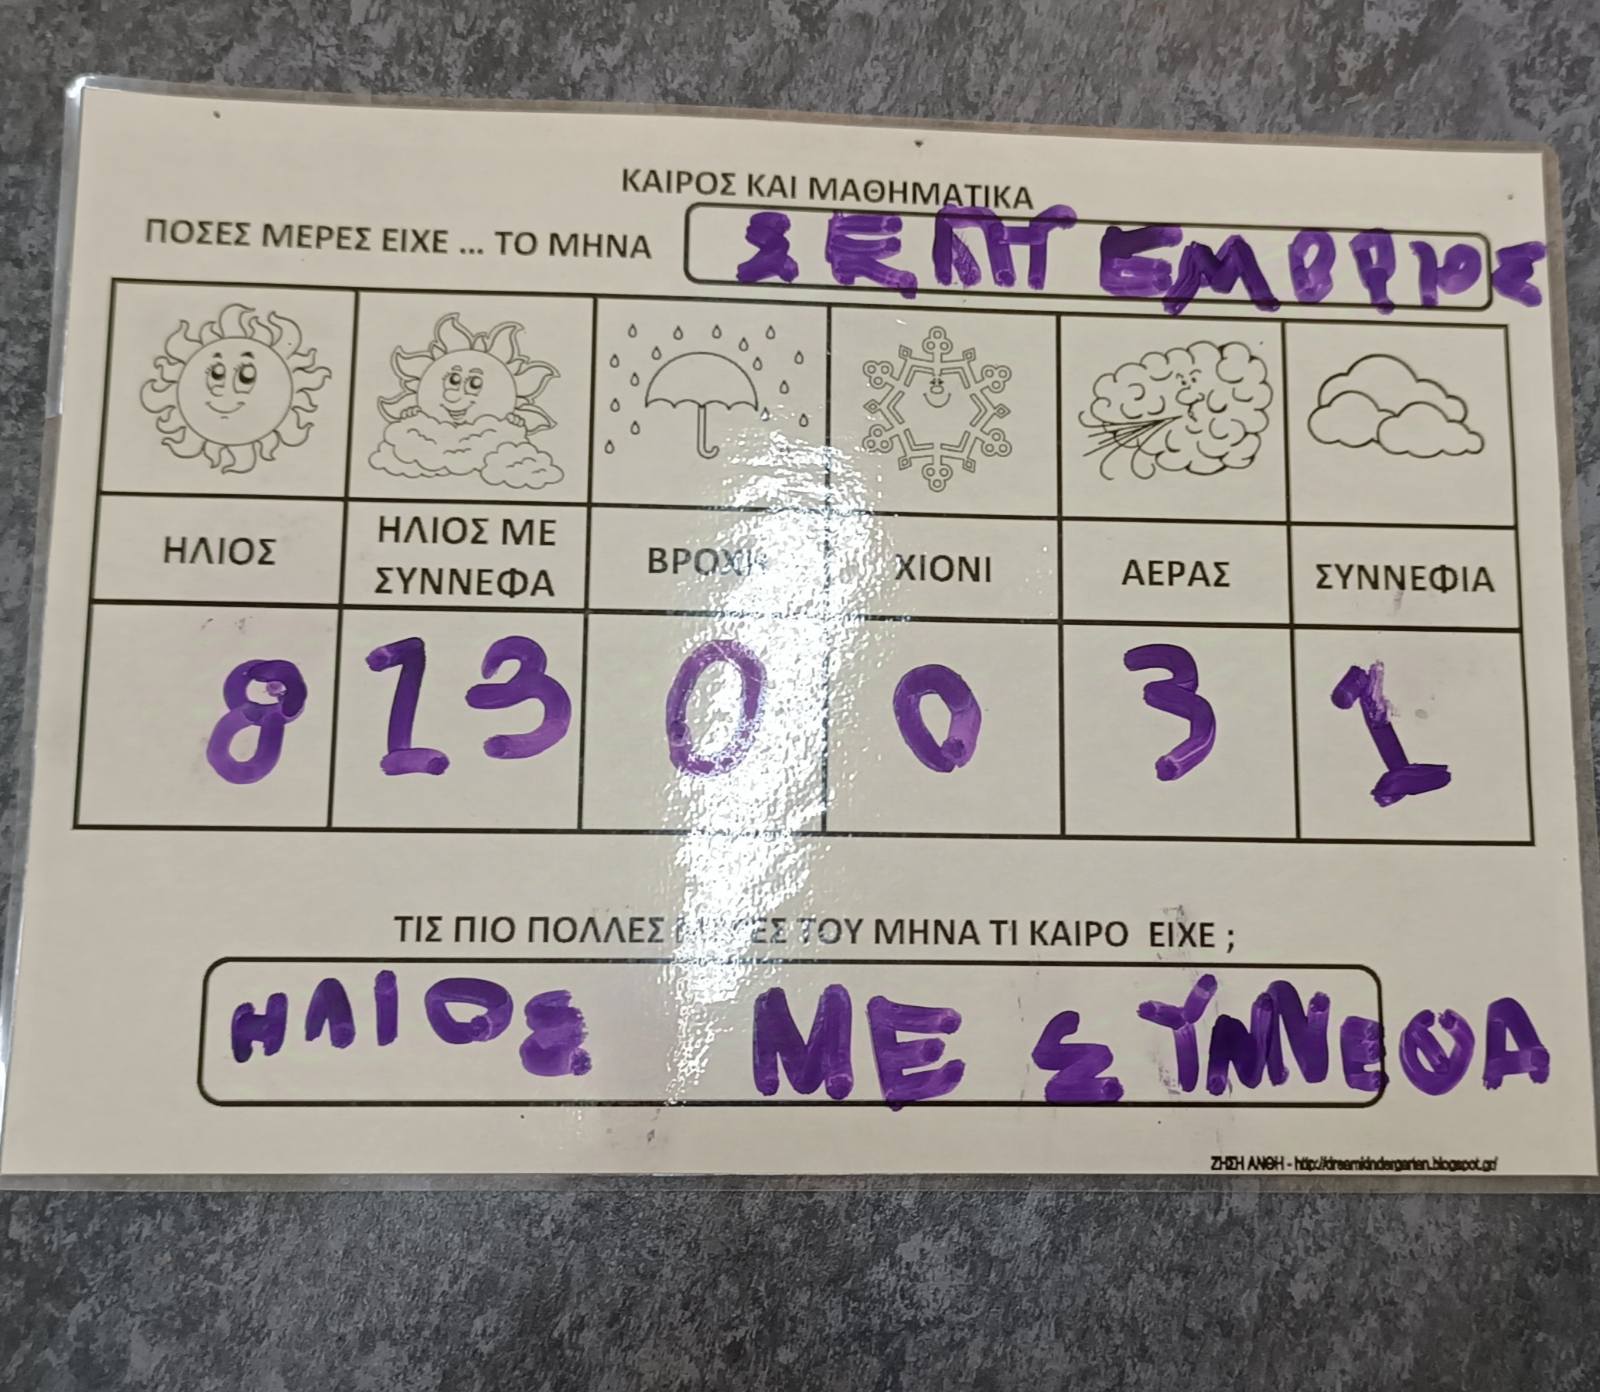 ΚΑΙΡΟΣ ΚΑΙ ΜΑΘΗΜΑΤΙΚΑ
ΠΟΣΕΣ ΜΕΡΕΣ ΕΙΧΕ ... ΤΟ ΜΗΝΑ ΣΕΠΤΕΜΒΡΙΟΣ
ΗΛΙΟΣ ΗΛΙΟΣ ΜΕ ΣΥΝΝΕΦΑ ΒΡΟΧΗ ΧΙΟΝΙ ΑΕΡΑΣ ΣΥΝΝΕΦΙΑ
8 13 0 0 3 1
ΤΙΣ ΠΙΟ ΠΟΛΛΕΣ ΜΕΡΕΣ ΤΟΥ ΜΗΝΑ ΤΙ ΚΑΙΡΟ ΕΙΧΕ ;
ΗΛΙΟΣ ΜΕ ΣΥΝΝΕΦΑ
ΖΗΣΗ ΑΝΘΗ - http://dreamkindergarten.blogspot.gr/